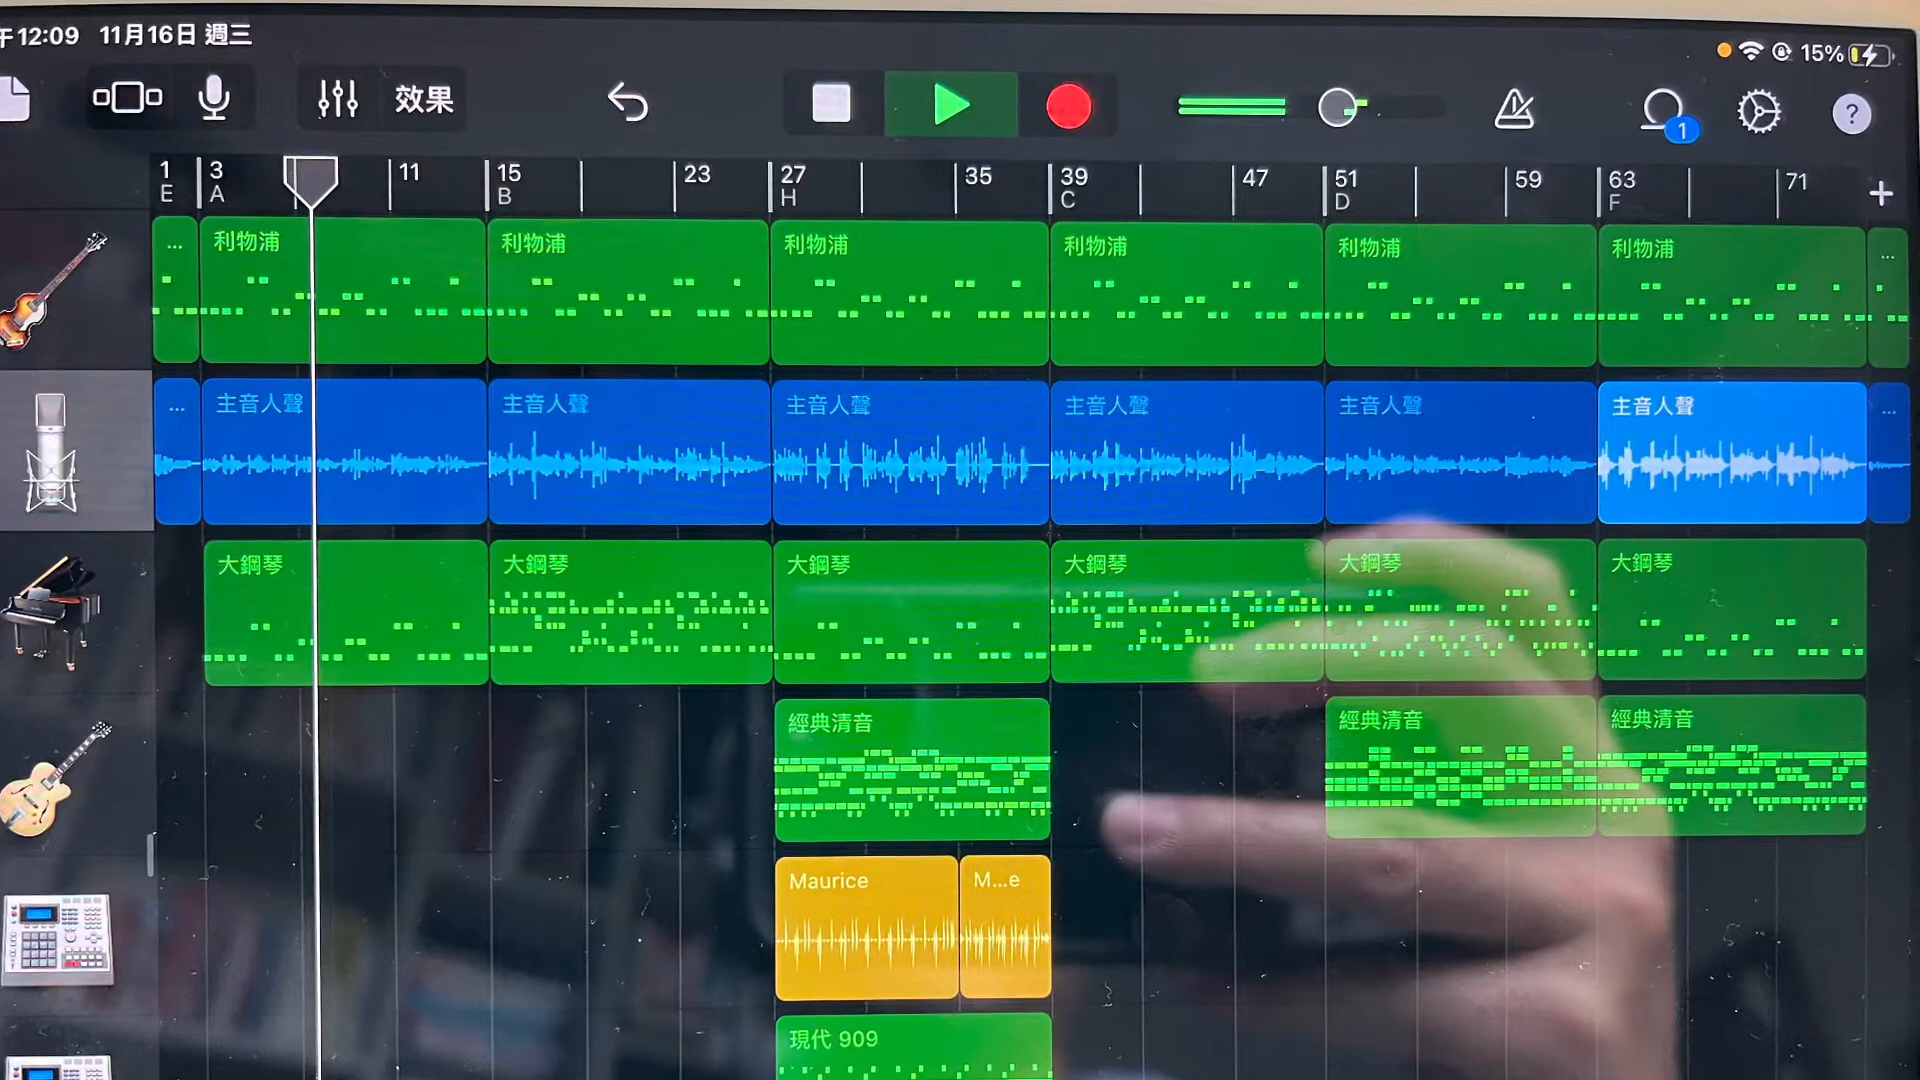 午12:09 11月16日 週三
15%
效果
1
?
1 3 11 15 23 27 35 39 47 51 59 63 71
E A B H C D F
... 利物浦 利物浦 利物浦 利物浦 利物浦 利物浦 ...
... 主音人聲 主音人聲 主音人聲 主音人聲 主音人聲 主音人聲 ...
大鋼琴 大鋼琴 大鋼琴 大鋼琴 大鋼琴 大鋼琴
經典清音 經典清音 經典清音
Maurice M...e
現代 909